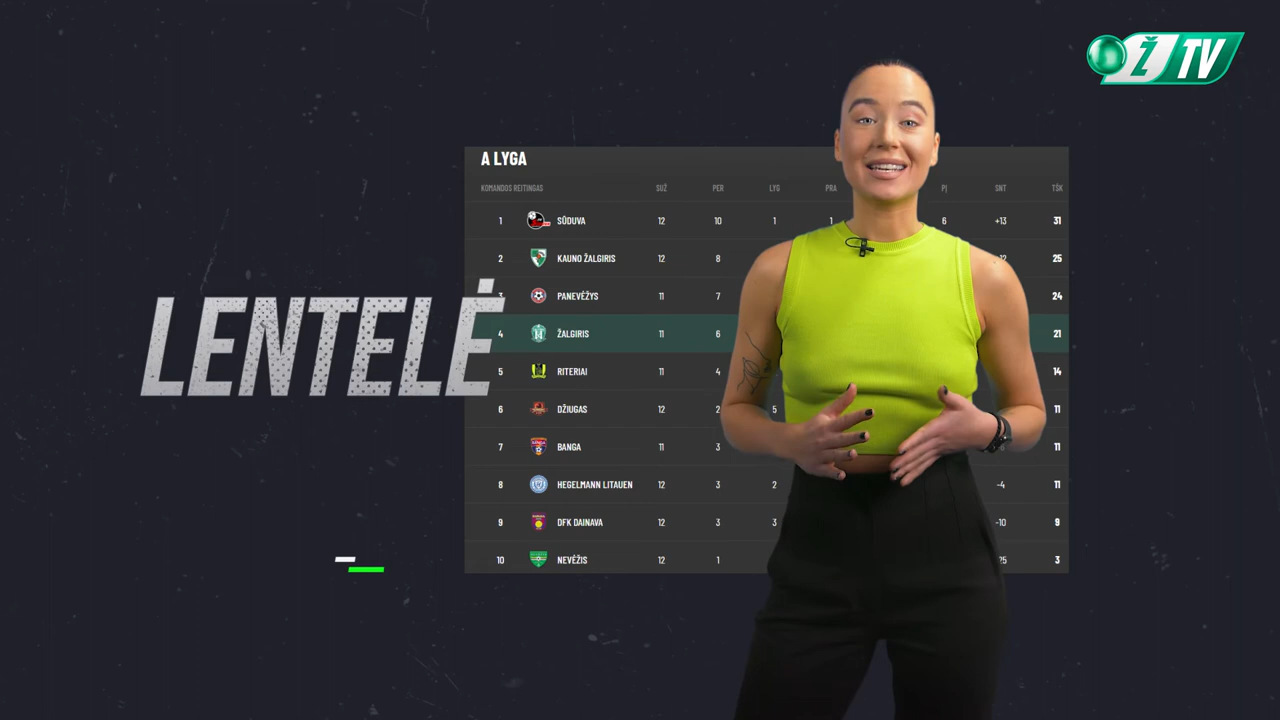 Ž TV
A LYGA
KOMANDOS REITINGAS SUŽ PER LYG PRA PĮ SNT TŠK
1 SŪDUVA 12 10 1 1 6 +13 31
2 KAUNO ŽALGIRIS 12 8 25
3 PANEVĖŽYS 11 7 24
4 ŽALGIRIS 11 6 21
LENTELĖ
5 RITERIAI 11 4 14
6 DŽIUGAS 12 2 5 11
7 BANGA 11 3 11
8 HEGELMANN LITAUEN 12 3 2 -4 11
9 DFK DAINAVA 12 3 3 -10 9
10 NEVĖŽIS 12 1 3